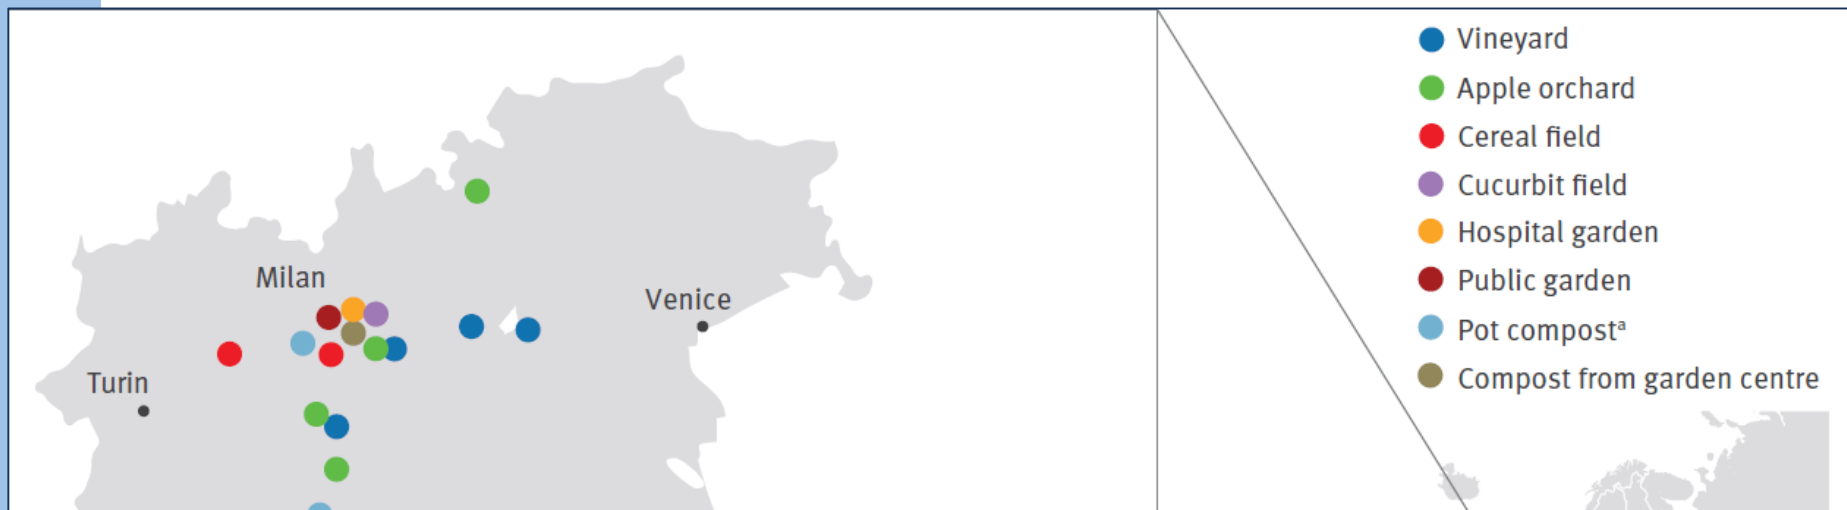 Vineyard
Apple orchard
Cereal field
Cucurbit field
Hospital garden
Public garden
Pot compostᵃ
Compost from garden centre
Milan
Venice
Turin